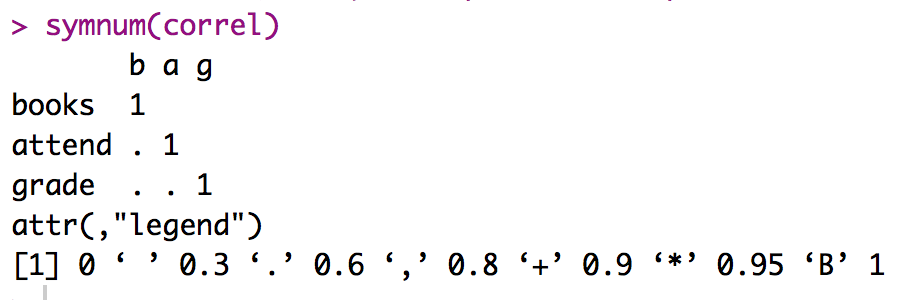 > symnum(correl)
       b a g
books  1
attend . 1
grade  . . 1
attr(,"legend")
[1] 0 ‘ ’ 0.3 ‘.’ 0.6 ‘,’ 0.8 ‘+’ 0.9 ‘*’ 0.95 ‘B’ 1